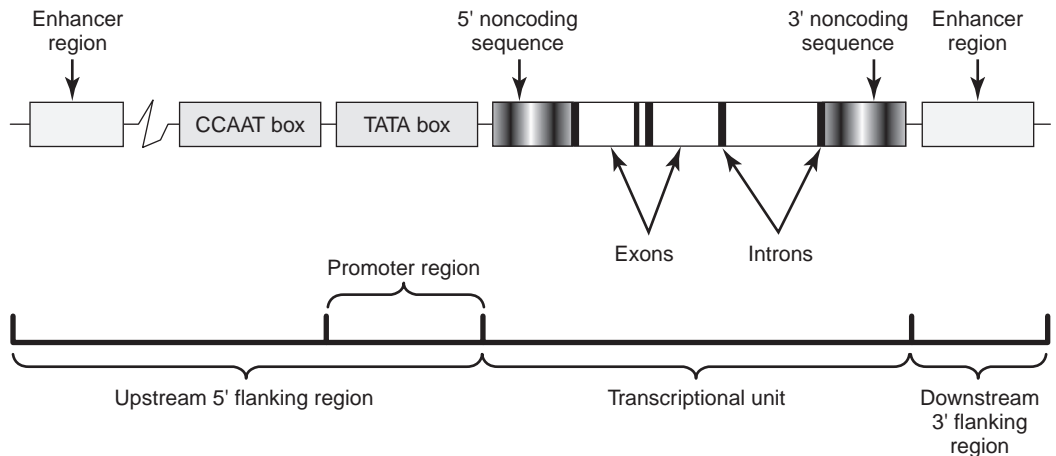 Enhancer
region
5' noncoding
sequence
3' noncoding
sequence
Enhancer
region
CCAAT box
TATA box
Exons
Introns
Promoter region
Upstream 5' flanking region
Transcriptional unit
Downstream
3' flanking
region